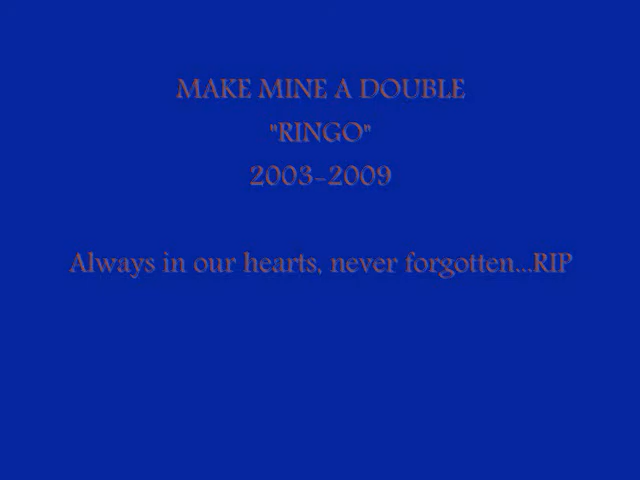 MAKE MINE A DOUBLE
"RINGO"
2003-2009
Always in our hearts, never forgotten...RIP